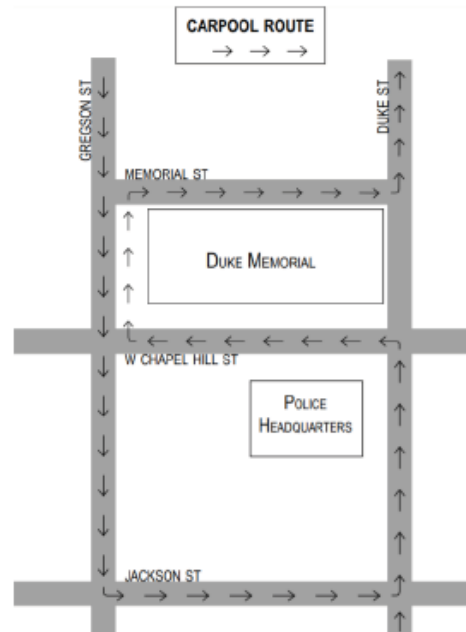 CARPOOL ROUTE
GREGSON ST
DUKE ST
MEMORIAL ST
DUKE MEMORIAL
W CHAPEL HILL ST
POLICE
HEADQUARTERS
JACKSON ST